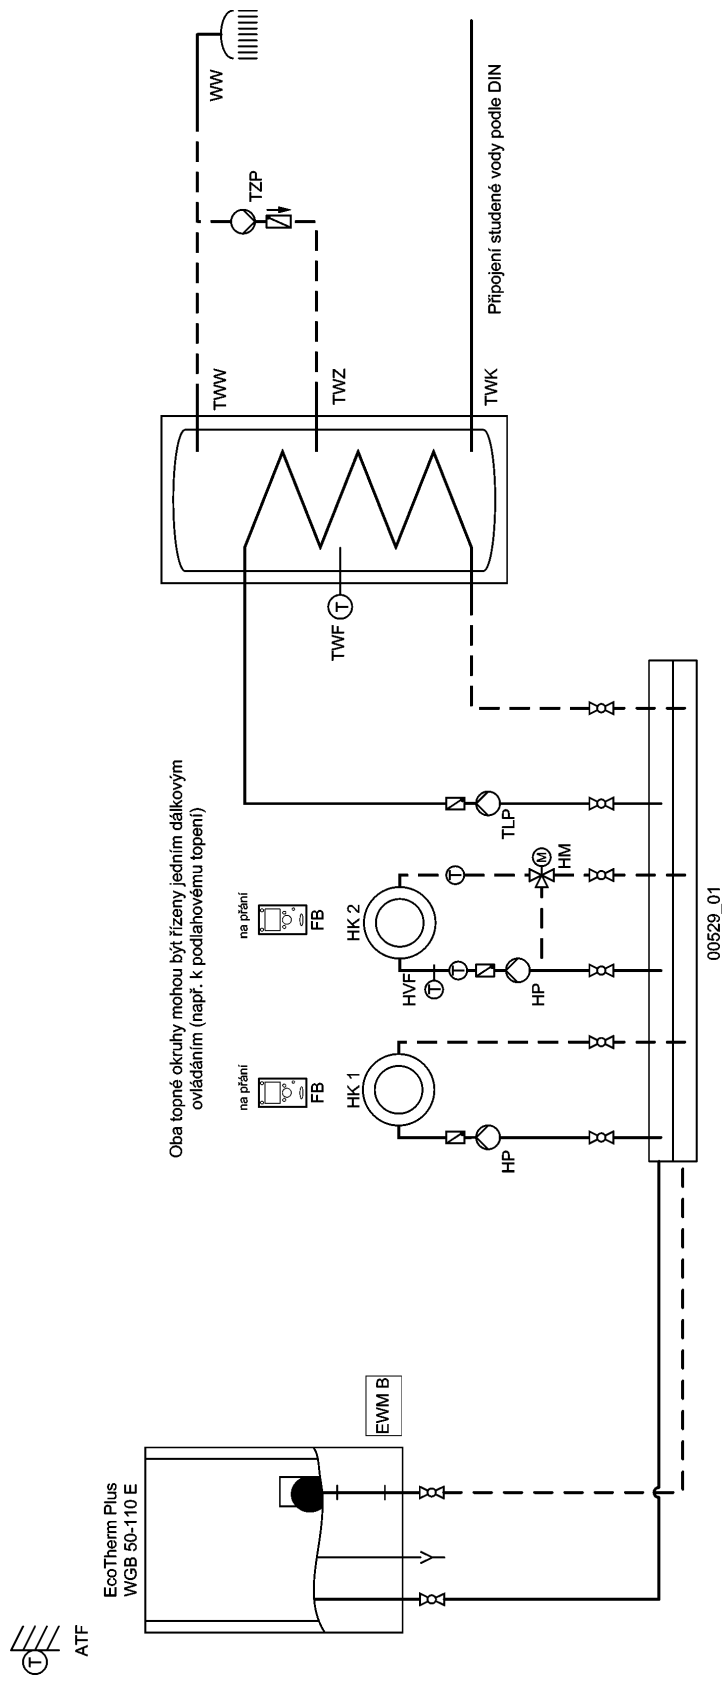 ATF
T
EcoTherm Plus
WGB 50-110 E
EWM B
Oba topné okruhy mohou být řízeny jedním dálkovým
ovládáním (např. k podlahovému topení)
na přání
FB
HK 1
HP
na přání
FB
HK 2
HVF
T
T
HP
T
M
HM
TLP
TWF
T
TWW
TWZ
TWK
TZP
WW
Připojení studené vody podle DIN
00529_01